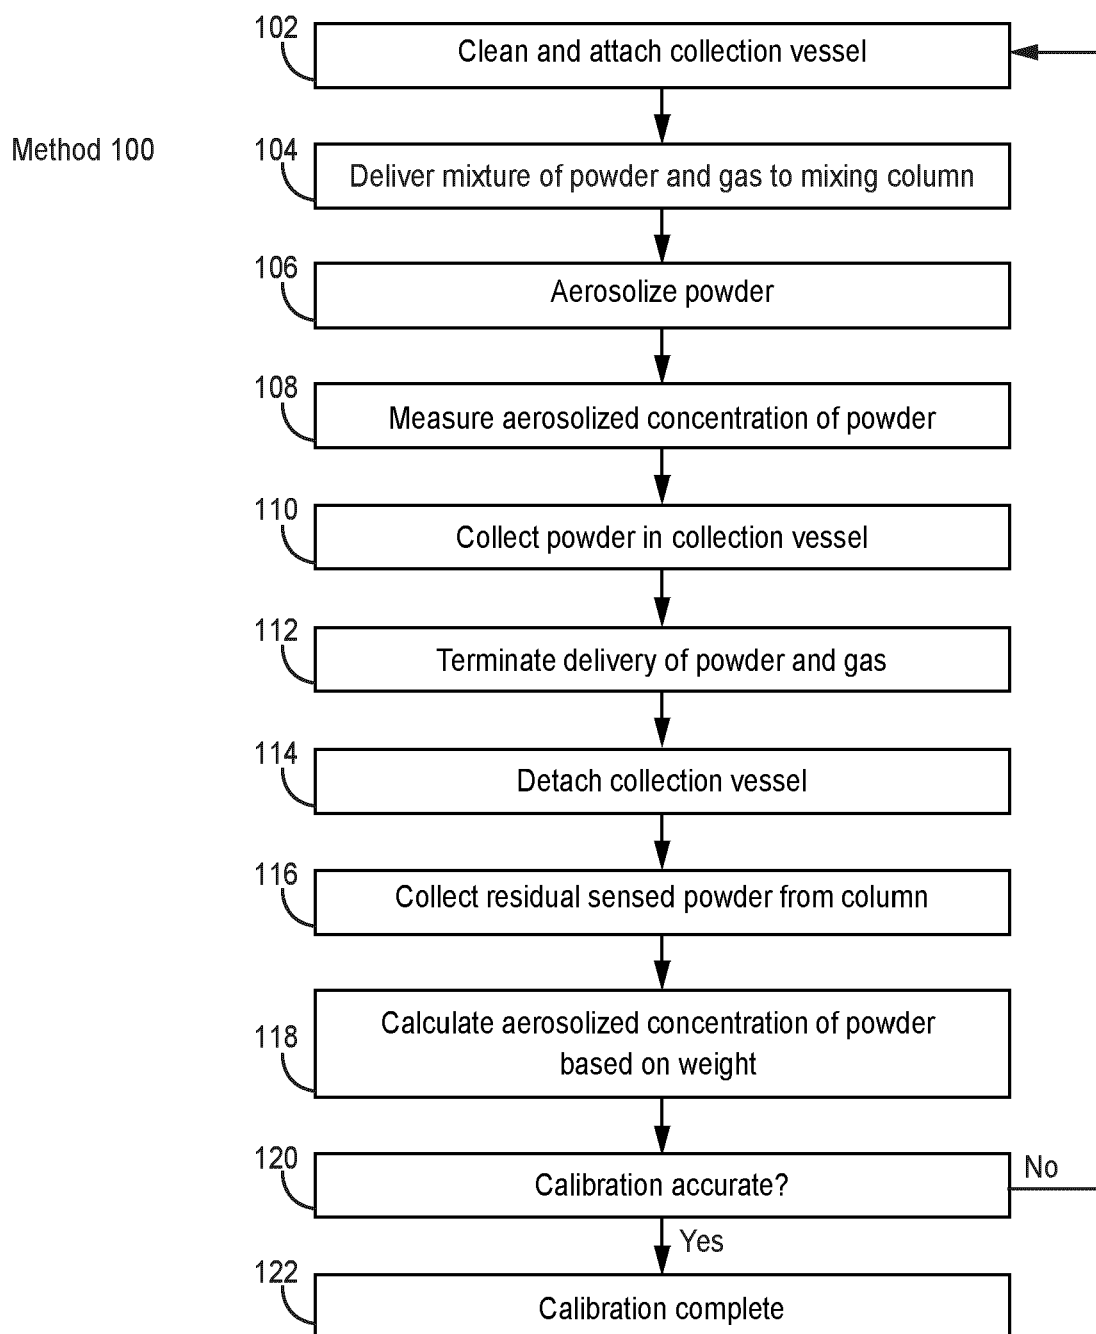 102
Clean and attach collection vessel
Method 100
104
Deliver mixture of powder and gas to mixing column
106
Aerosolize powder
108
Measure aerosolized concentration of powder
110
Collect powder in collection vessel
112
Terminate delivery of powder and gas
114
Detach collection vessel
116
Collect residual sensed powder from column
118
Calculate aerosolized concentration of powder
based on weight
120
Calibration accurate?
No
Yes
122
Calibration complete